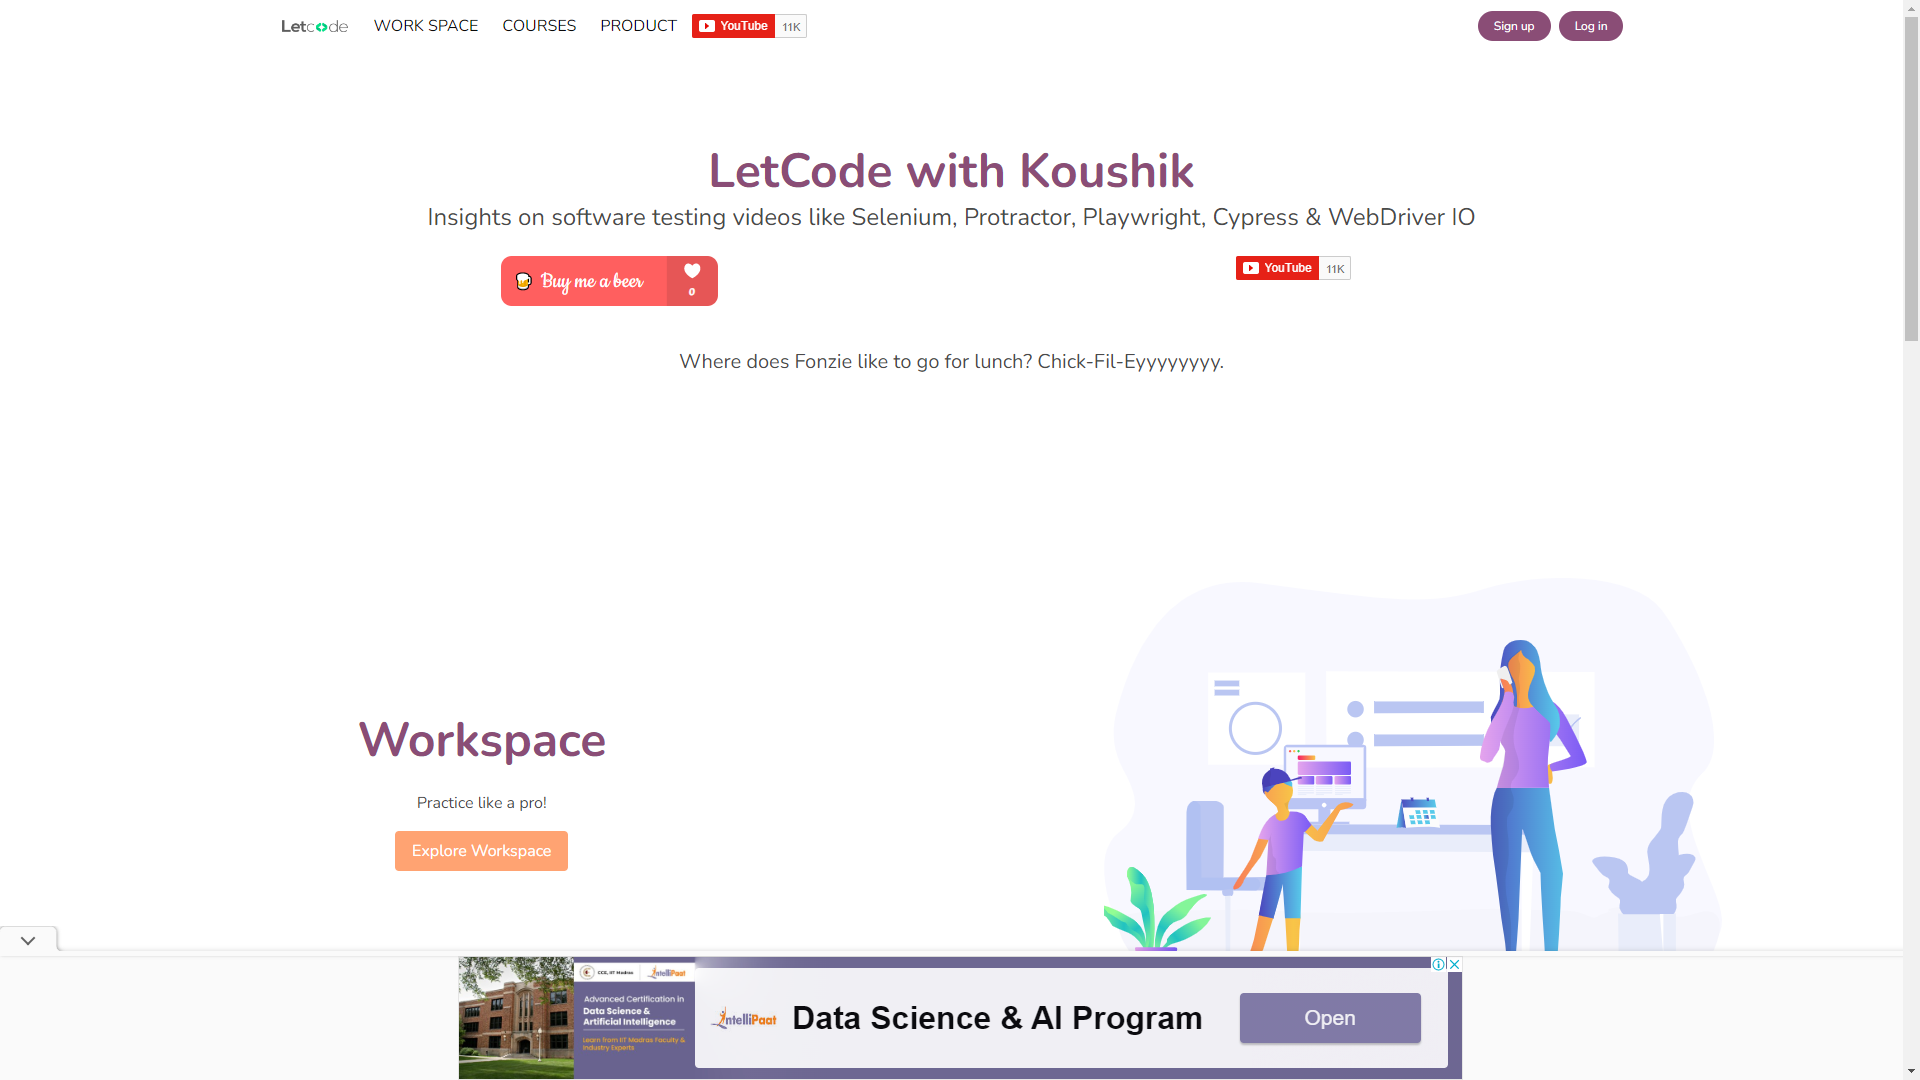 Letcode WORK SPACE COURSES PRODUCT YouTube 11K Sign up Log in
LetCode with Koushik
Insights on software testing videos like Selenium, Protractor, Playwright, Cypress & WebDriver IO
Buy me a beer 0 YouTube 11K
Where does Fonzie like to go for lunch? Chick-Fil-Eyyyyyyyy.
Workspace
Practice like a pro!
Explore Workspace
CCE, IIT Madras IntelliPaat
Advanced Certification in
Data Science &
Artificial Intelligence
Learn from IIT Madras Faculty &
Industry Experts
IntelliPaat Data Science & AI Program Open